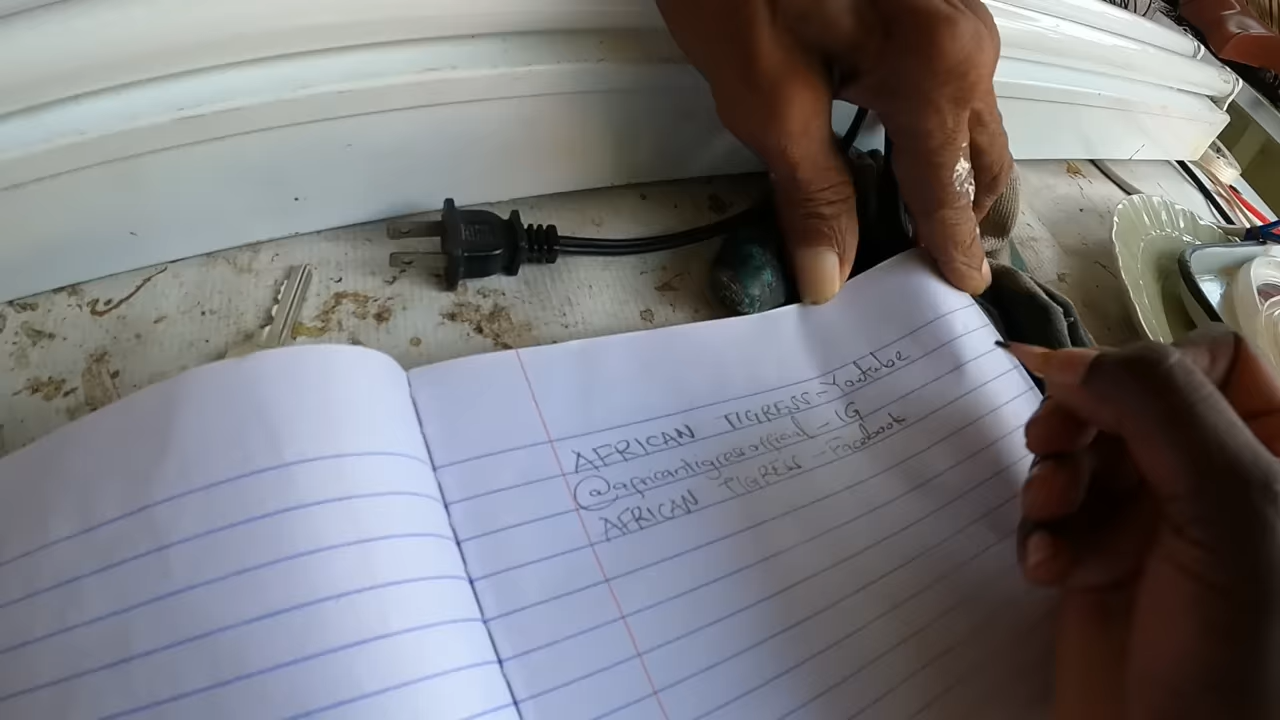 AFRICAN TIGRESS - Youtube
@africantigressofficial - IG
AFRICAN TIGRESS - Facebook